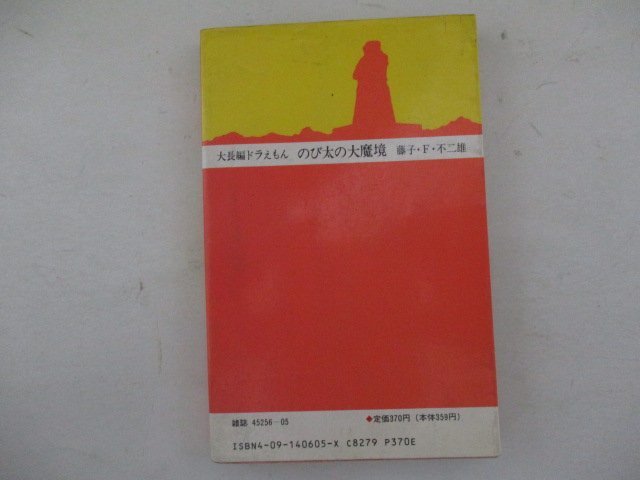 大長編ドラえもん のび太の大魔境 藤子・F・不二雄
雑誌 45256-05 ◆定価370円(本体359円)
ISBN4-09-140605-X C8279 P370E